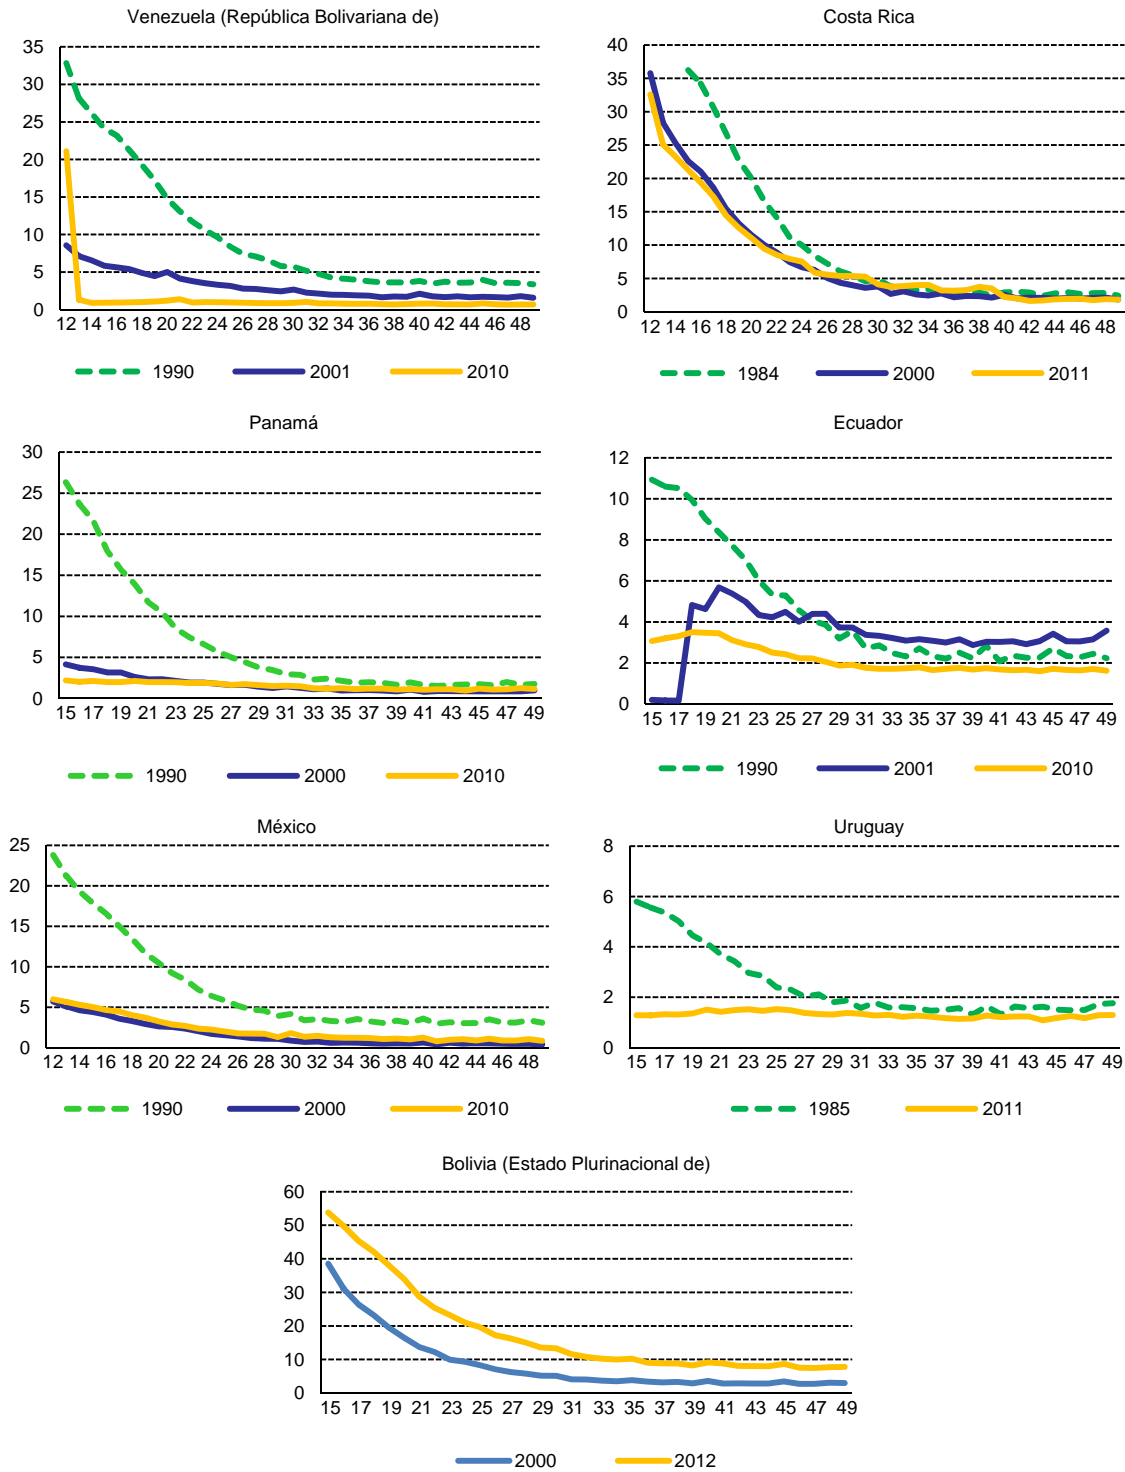 Venezuela (República Bolivariana de)
35
30
25
20
15
10
5
0
12 14 16 18 20 22 24 26 28 30 32 34 36 38 40 42 44 46 48
1990 2001 2010
Costa Rica
40
35
30
25
20
15
10
5
0
12 14 16 18 20 22 24 26 28 30 32 34 36 38 40 42 44 46 48
1984 2000 2011
Panamá
30
25
20
15
10
5
0
15 17 19 21 23 25 27 29 31 33 35 37 39 41 43 45 47 49
1990 2000 2010
Ecuador
12
10
8
6
4
2
0
15 17 19 21 23 25 27 29 31 33 35 37 39 41 43 45 47 49
1990 2001 2010
México
25
20
15
10
5
0
12 14 16 18 20 22 24 26 28 30 32 34 36 38 40 42 44 46 48
1990 2000 2010
Uruguay
8
6
4
2
0
15 17 19 21 23 25 27 29 31 33 35 37 39 41 43 45 47 49
1985 2011
Bolivia (Estado Plurinacional de)
60
50
40
30
20
10
0
15 17 19 21 23 25 27 29 31 33 35 37 39 41 43 45 47 49
2000 2012